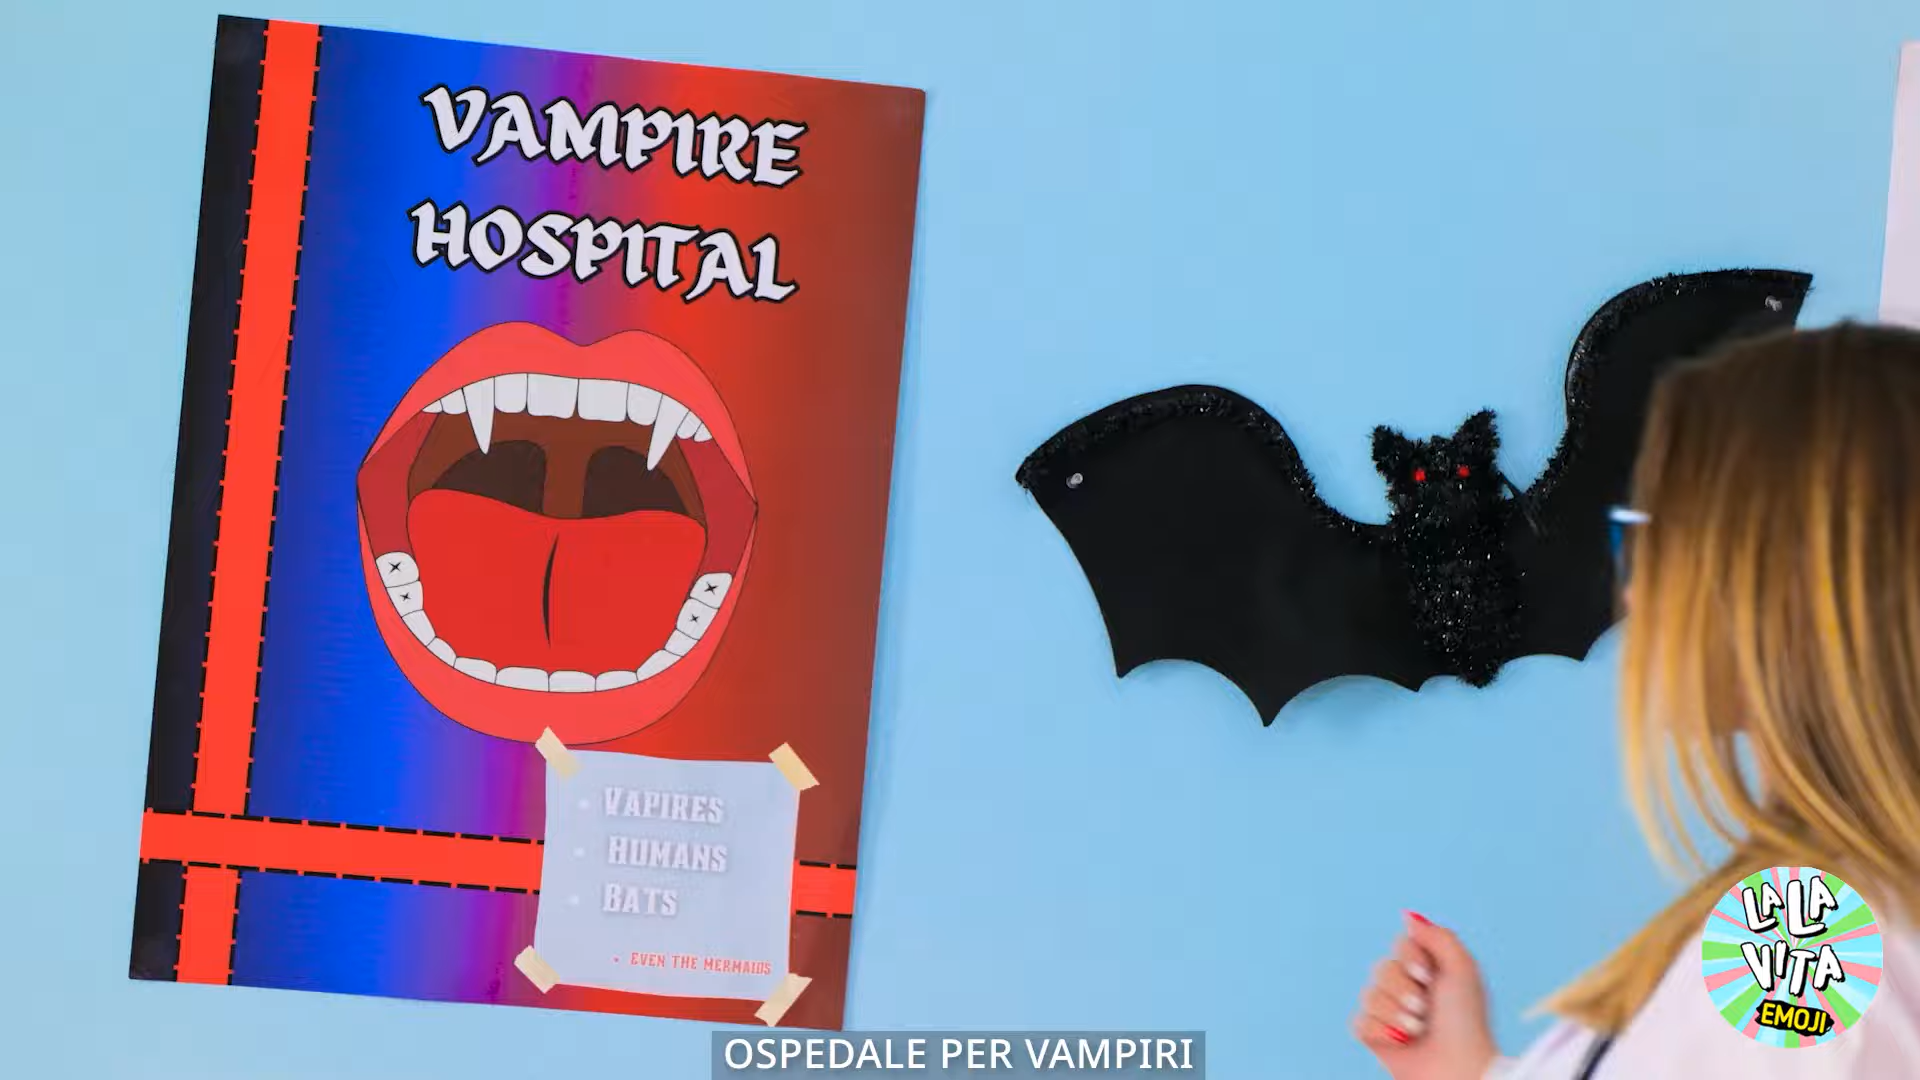 VAMPIRE
HOSPITAL
• VAPIRES
• HUMANS
• BATS
• EVEN THE MERMAIDS
LA LA
VITA
EMOJI
OSPEDALE PER VAMPIRI